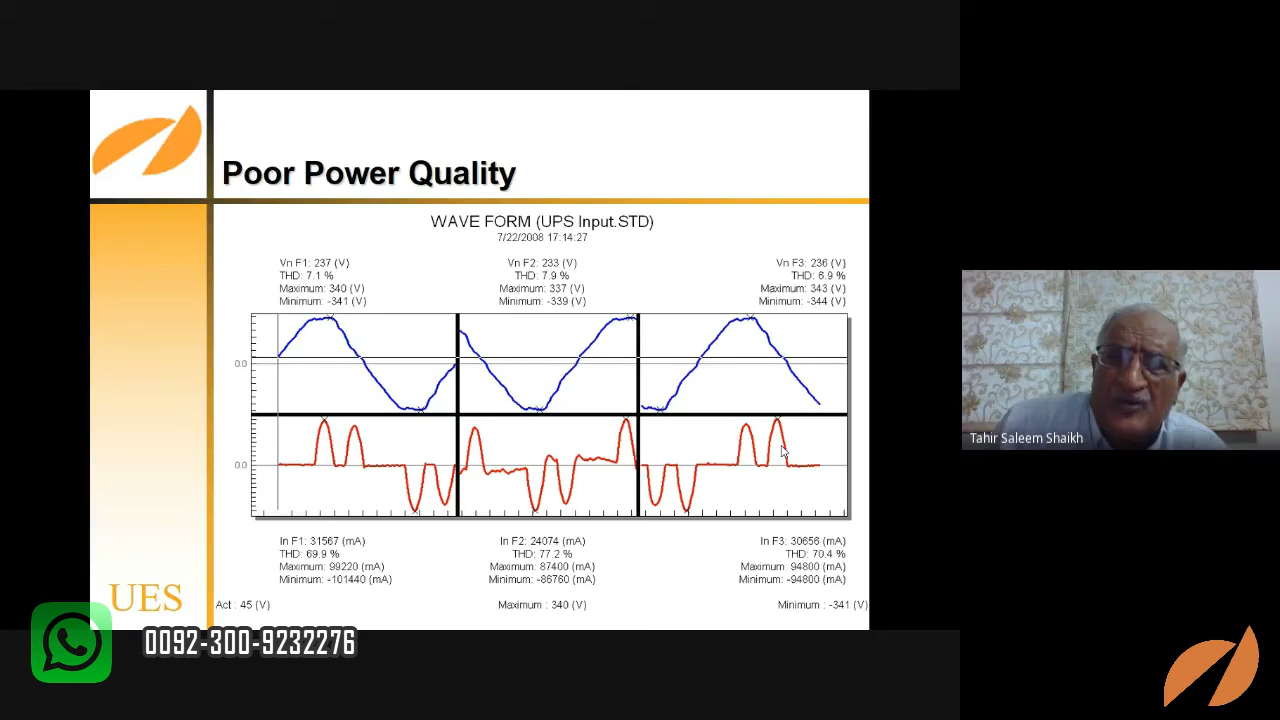 Poor Power Quality
WAVE FORM (UPS Input.STD)
7/22/2008 17:14:27
Vn F1: 237 (V)
THD: 7.1 %
Maximum: 340 (V)
Minimum: -341 (V)
Vn F2: 233 (V)
THD: 7.9 %
Maximum: 337 (V)
Minimum: -339 (V)
Vn F3: 236 (V)
THD: 6.9 %
Maximum: 343 (V)
Minimum: -344 (V)
0.0
0.0
In F1: 31567 (mA)
THD: 69.9 %
Maximum: 99220 (mA)
Minimum: -101440 (mA)
In F2: 24074 (mA)
THD: 77.2 %
Maximum: 87400 (mA)
Minimum: -86760 (mA)
In F3: 30656 (mA)
THD: 70.4 %
Maximum: 94800 (mA)
Minimum: -94800 (mA)
Act : 45 (V)
Maximum : 340 (V)
Minimum : -341 (V)
UES
0092-300-9232276
Tahir Saleem Shaikh